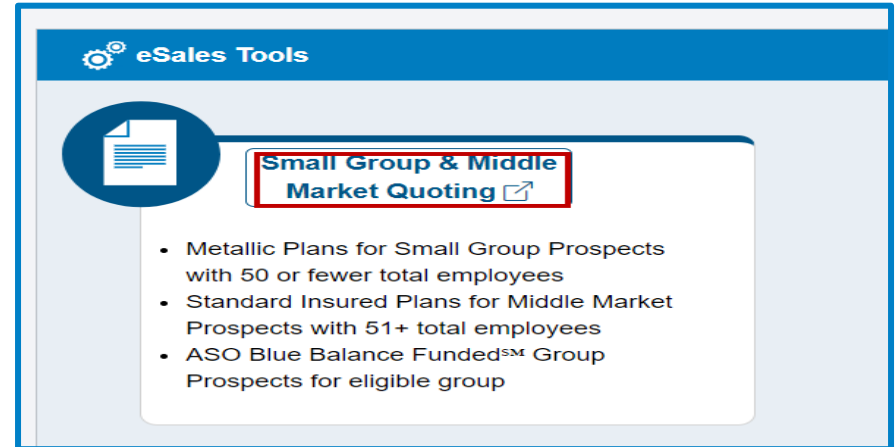 eSales Tools
Small Group & Middle
Market Quoting
• Metallic Plans for Small Group Prospects
with 50 or fewer total employees
• Standard Insured Plans for Middle Market
Prospects with 51+ total employees
• ASO Blue Balance Funded℠ Group
Prospects for eligible group